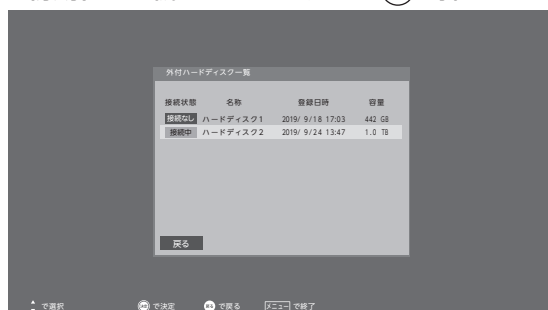 外付ハードディスク一覧
接続状態 名称 登録日時 容量
接続なし ハードディスク1 2019/ 9/18 17:03 442 GB
接続中 ハードディスク2 2019/ 9/24 13:47 1.0 TB
戻る
で選択 で決定 戻る で戻る メニュー で終了